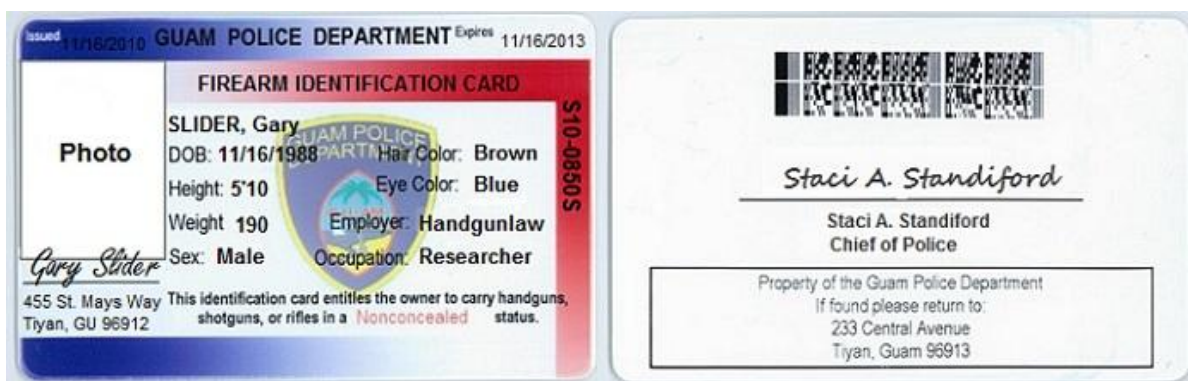 Issued 11/16/2010 GUAM POLICE DEPARTMENT Expires 11/16/2013
FIREARM IDENTIFICATION CARD
S10-0850S
Photo
SLIDER, Gary
GUAM POLICE
DEPARTMENT
DOB: 11/16/1988 Hair Color: Brown
Height: 5'10 Eye Color: Blue
Weight 190 Employer: Handgunlaw
Sex: Male Occupation: Researcher
Gary Slider
455 St. Mays Way
Tiyan, GU 96912
This identification card entitles the owner to carry handguns,
shotguns, or rifles in a Nonconcealed status.
Staci A. Standiford
Staci A. Standiford
Chief of Police
Property of the Guam Police Department
If found please return to:
233 Central Avenue
Tiyan, Guam 96913